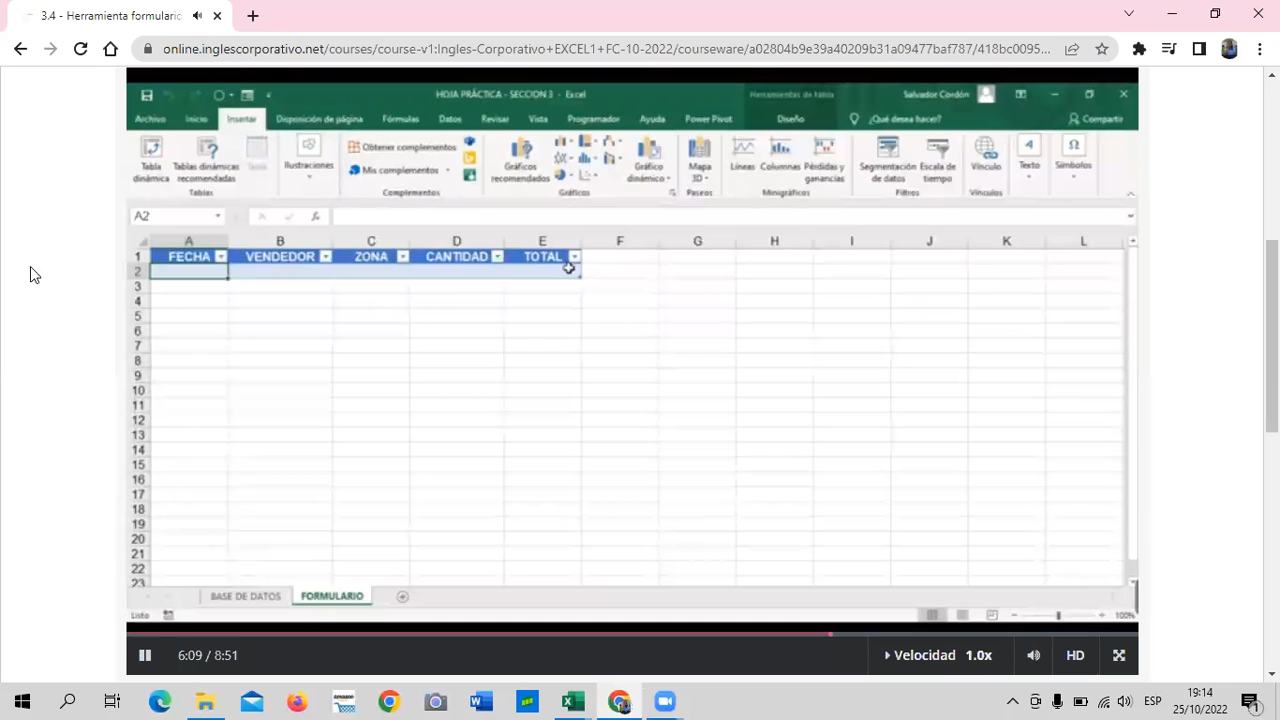 3.4 - Herramienta formulario
online.inglescorporativo.net/courses/course-v1:Ingles-Corporativo+EXCEL1+FC-10-2022/courseware/a02804b9e39a40209b31a09477baf787/418bc0095...
HOJA PRÁCTICA - SECCION 3 - Excel
Herramientas de tabla
Salvador Cordón
Archivo Inicio Insertar Disposición de página Fórmulas Datos Revisar Vista Programador Ayuda Power Pivot Diseño ¿Qué desea hacer? Compartir
Tabla dinámica
Tablas dinámicas recomendadas
Tabla
Ilustraciones
Obtener complementos
Mis complementos
Gráficos recomendados
Gráfico dinámico
Mapa 3D
Líneas
Columnas
Pérdidas y ganancias
Segmentación de datos
Escala de tiempo
Vínculo
Texto
Símbolos
Tablas Complementos Gráficos Paseos Minigráficos Filtros Vínculos
A2 fx
A B C D E F G H I J K L
1 FECHA VENDEDOR ZONA CANTIDAD TOTAL
2
3
4
5
6
7
8
9
10
11
12
13
14
15
16
17
18
19
20
21
22
23
BASE DE DATOS FORMULARIO
Listo 100%
6:09 / 8:51 Velocidad 1.0x HD
ESP 19:14
25/10/2022